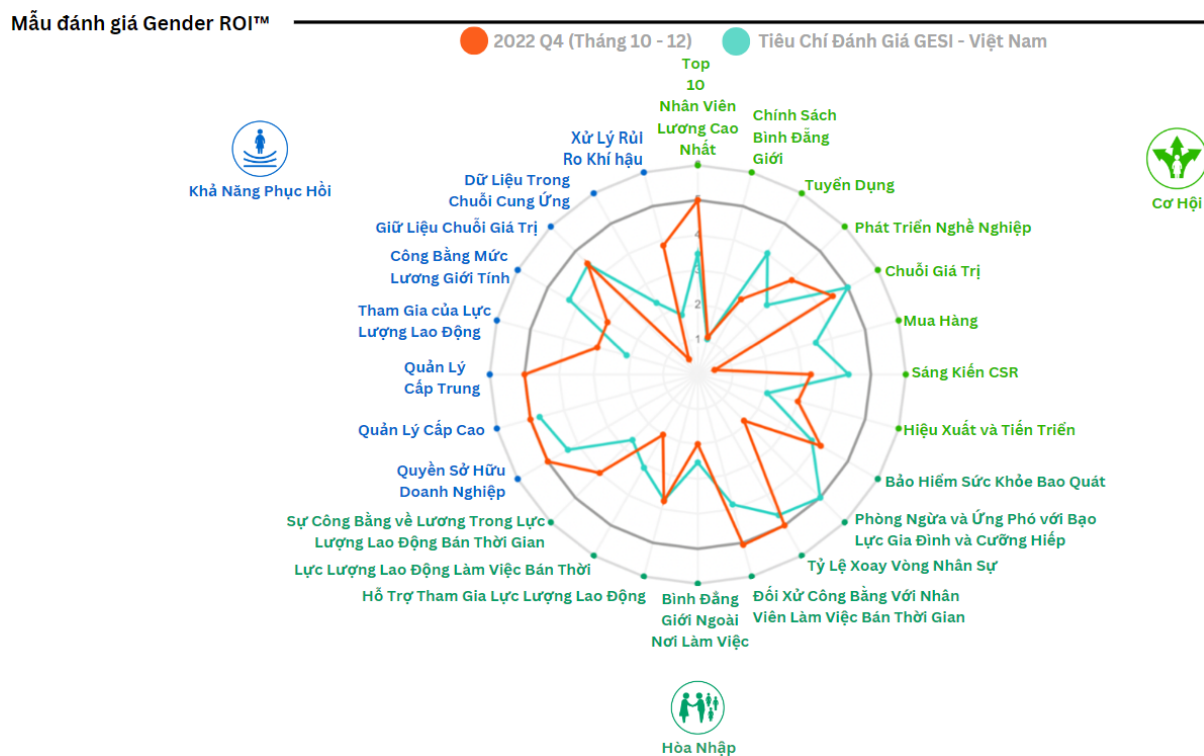 Mẫu đánh giá Gender ROI™
2022 Q4 (Tháng 10 - 12)
Tiêu Chí Đánh Giá GESI - Việt Nam
Top
10
Nhân Viên
Lương Cao
Nhất
Chính Sách
Bình Đẳng
Giới
Tuyển Dụng
Phát Triển Nghề Nghiệp
Chuỗi Giá Trị
Mua Hàng
Sáng Kiến CSR
Hiệu Xuất và Tiến Triển
Bảo Hiểm Sức Khỏe Bao Quát
Phòng Ngừa và Ứng Phó với Bạo
Lực Gia Đình và Cưỡng Hiếp
Tỷ Lệ Xoay Vòng Nhân Sự
Đối Xử Công Bằng Với Nhân
Viên Làm Việc Bán Thời Gian
Bình Đẳng
Giới Ngoài
Nơi Làm Việc
Hỗ Trợ Tham Gia Lực Lượng Lao Động
Lực Lượng Lao Động Làm Việc Bán Thời
Sự Công Bằng về Lương Trong Lực
Lượng Lao Động Bán Thời Gian
Quyền Sở Hữu
Doanh Nghiệp
Quản Lý Cấp Cao
Quản Lý
Cấp Trung
Tham Gia của Lực
Lượng Lao Động
Công Bằng Mức
Lương Giới Tính
Giữ Liệu Chuỗi Giá Trị
Dữ Liệu Trong
Chuỗi Cung Ứng
Xử Lý Rủi
Ro Khí hậu
4
3
2
1
Khả Năng Phục Hồi
Cơ Hội
Hòa Nhập